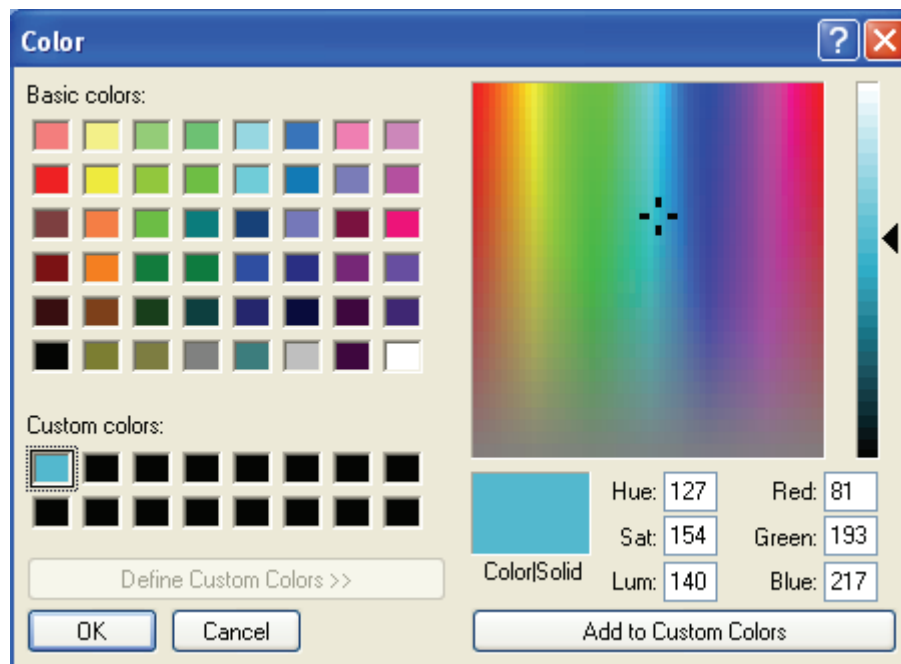 Color
Basic colors:
Custom colors:
Define Custom Colors >>
OK Cancel
Color|Solid
Hue: 127 Red: 81
Sat: 154 Green: 193
Lum: 140 Blue: 217
Add to Custom Colors